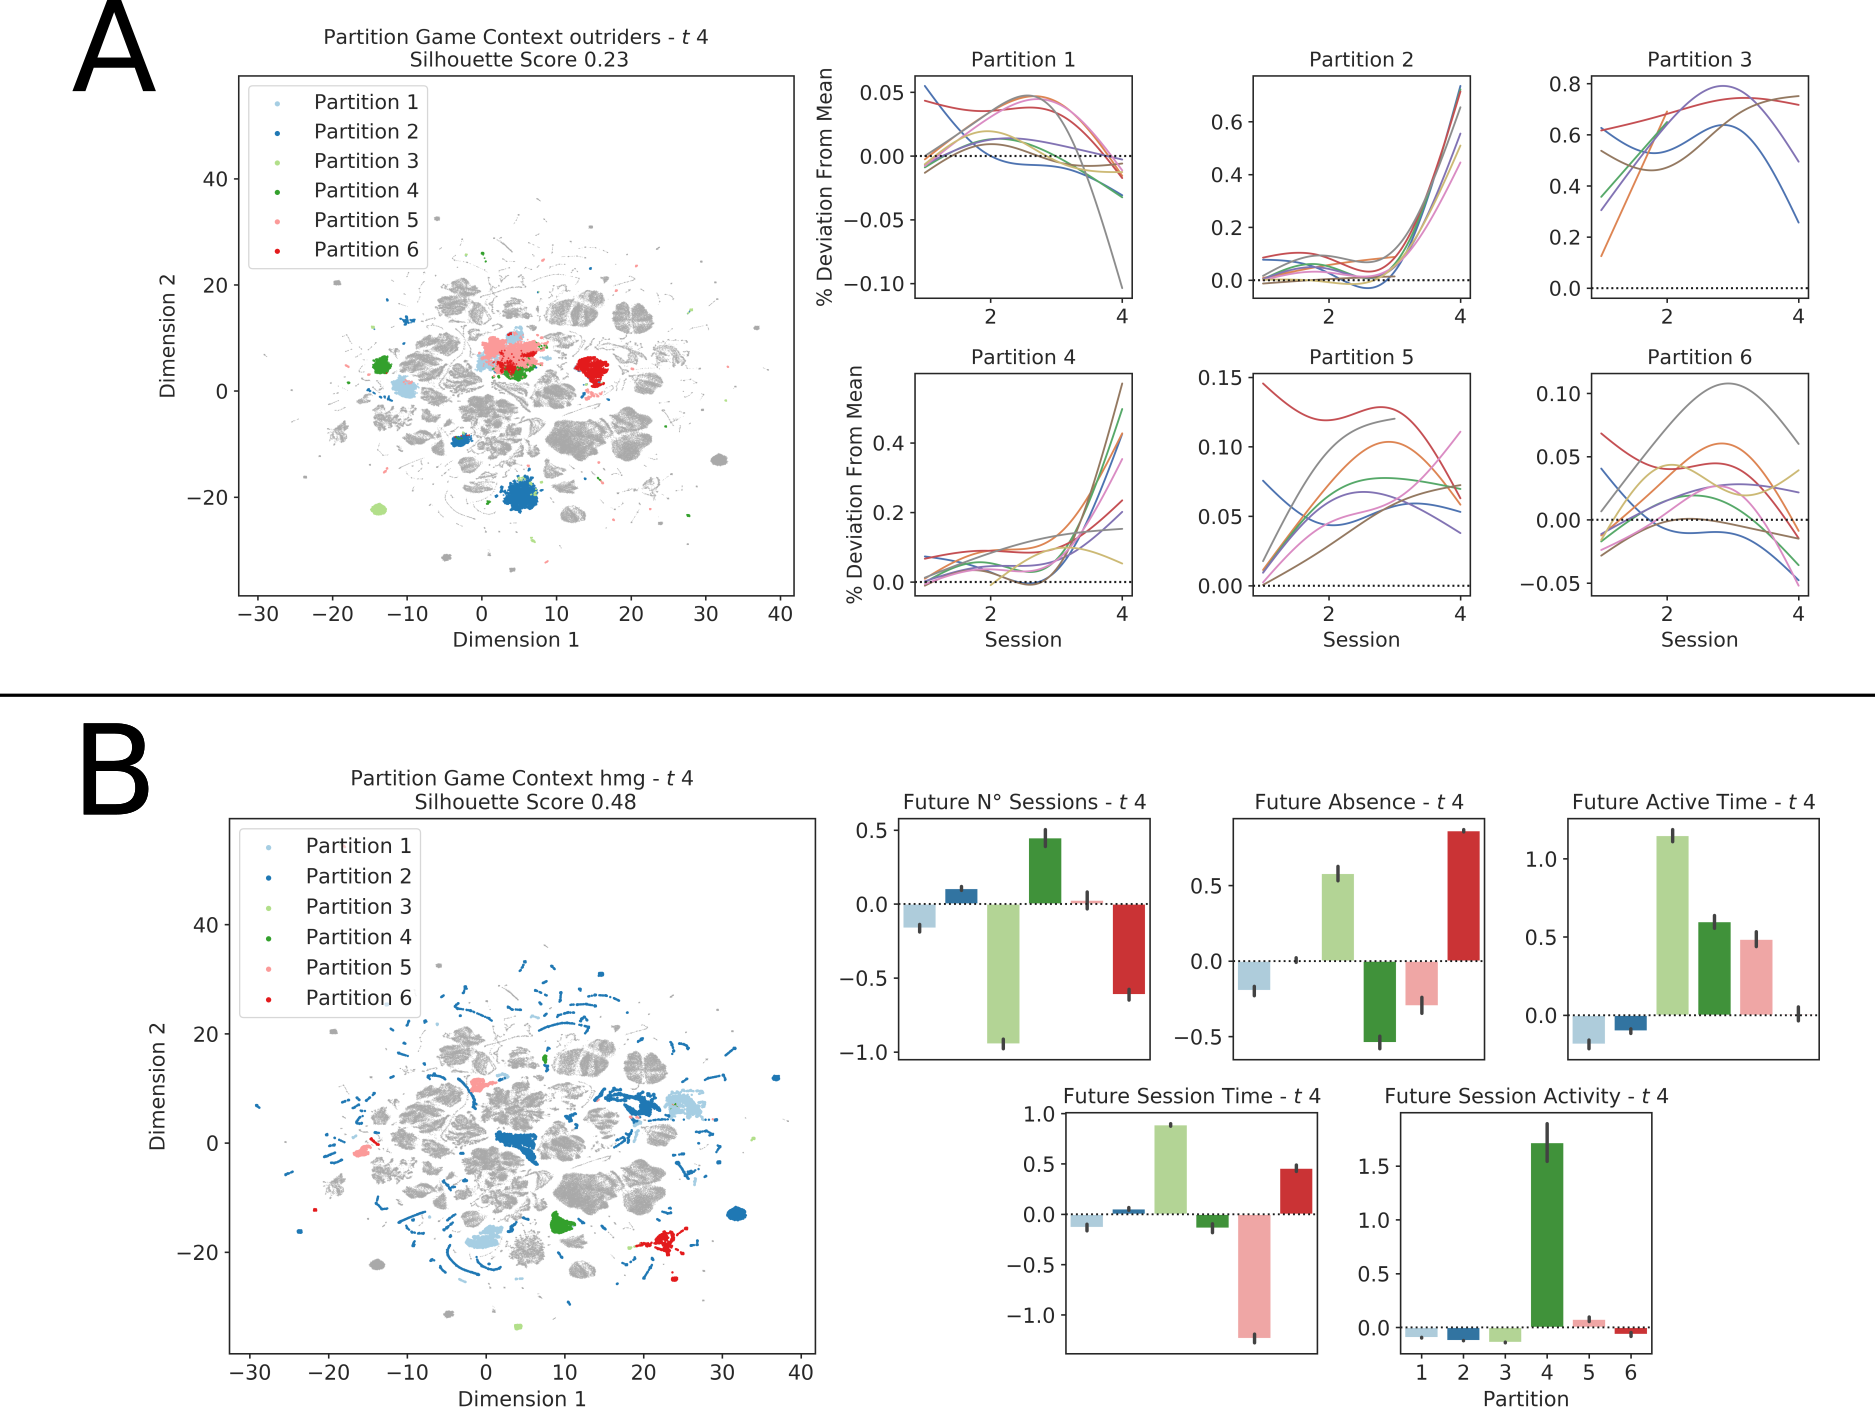 A
Partition Game Context outriders - t 4
Silhouette Score 0.23
Partition 1
Partition 2
Partition 3
Partition 4
Partition 5
Partition 6
40
20
0
−20
Dimension 2
−30 −20 −10 0 10 20 30 40
Dimension 1
Partition 1
% Deviation From Mean
0.05
0.00
−0.05
−0.10
2 4
Partition 2
0.6
0.4
0.2
0.0
2 4
Partition 3
0.8
0.6
0.4
0.2
0.0
2 4
Partition 4
% Deviation From Mean
0.4
0.2
0.0
2 4
Session
Partition 5
0.15
0.10
0.05
0.00
2 4
Session
Partition 6
0.10
0.05
0.00
−0.05
2 4
Session
B
Partition Game Context hmg - t 4
Silhouette Score 0.48
Partition 1
Partition 2
Partition 3
Partition 4
Partition 5
Partition 6
40
20
0
−20
Dimension 2
−30 −20 −10 0 10 20 30 40
Dimension 1
Future N° Sessions - t 4
0.5
0.0
−0.5
−1.0
Future Absence - t 4
0.5
0.0
−0.5
Future Active Time - t 4
1.0
0.5
0.0
Future Session Time - t 4
1.0
0.5
0.0
−0.5
−1.0
Future Session Activity - t 4
1.5
1.0
0.5
0.0
1 2 3 4 5 6
Partition